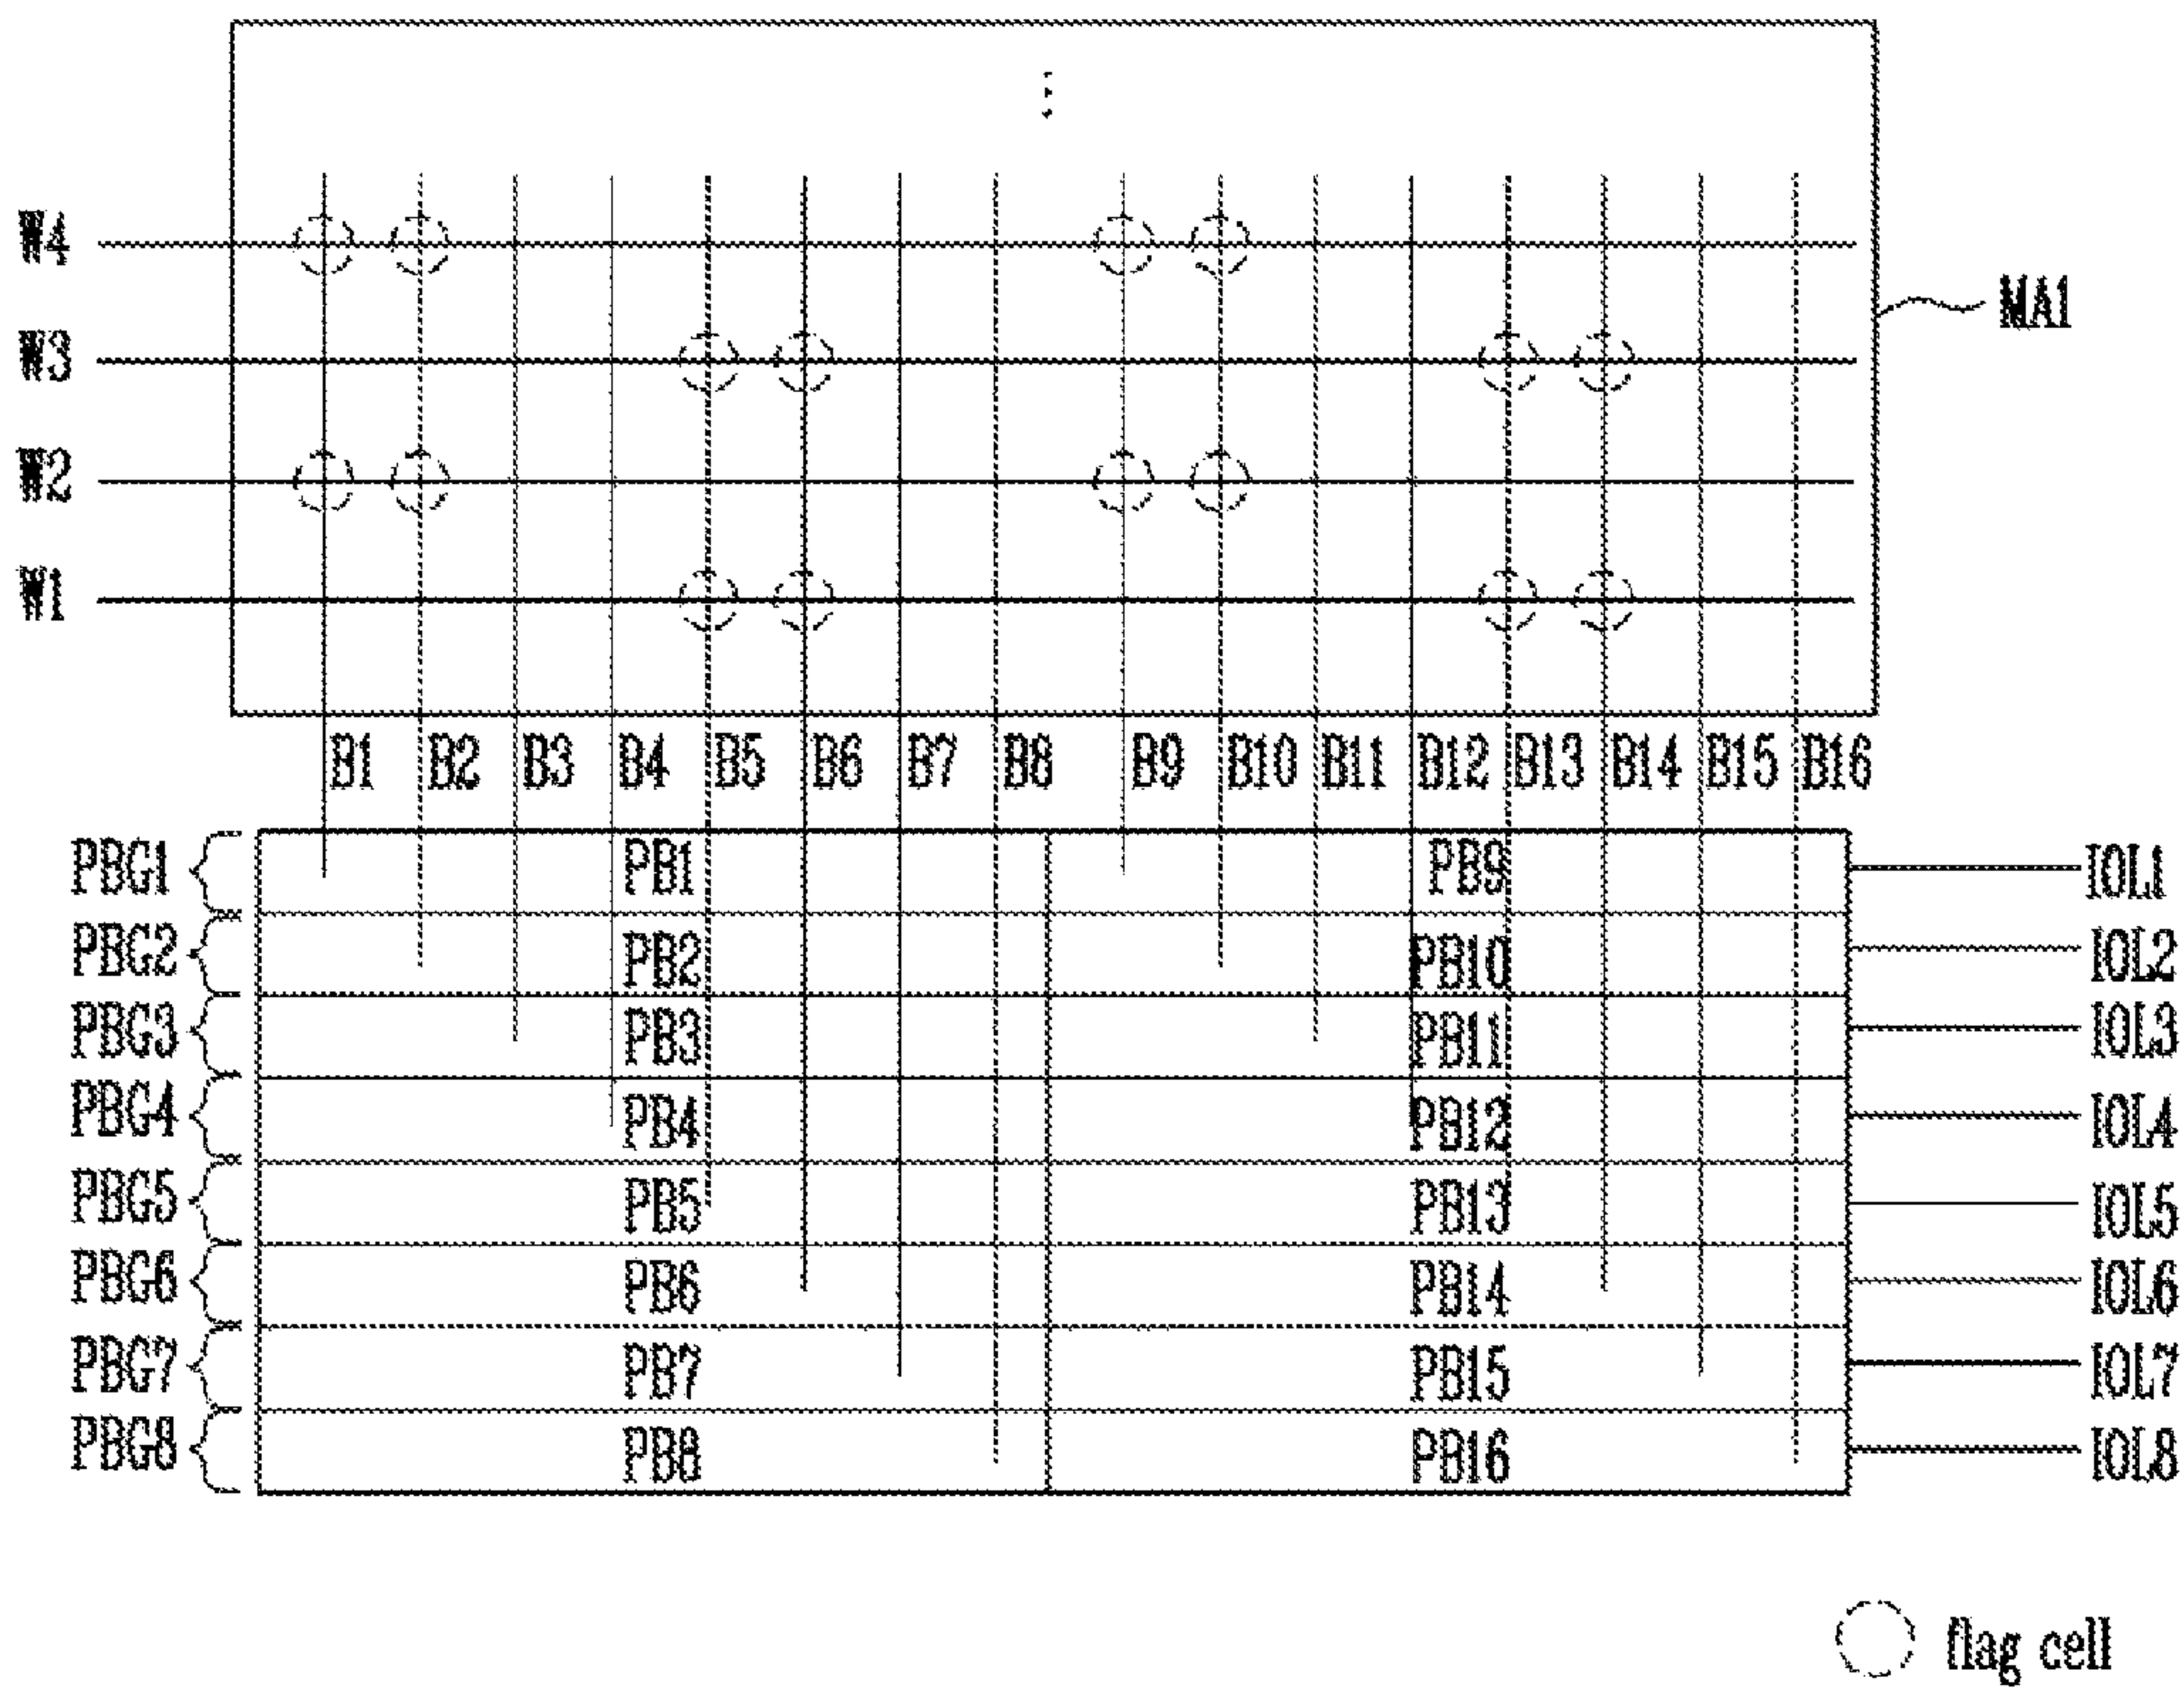 ⋮
W4
MA1
W3
W2
W1
B1 B2 B3 B4 B5 B6 B7 B8 B9 B10 B11 B12 B13 B14 B15 B16
PBG1 PB1 PB9 IOL1
PBG2 PB2 PB10 IOL2
PBG3 PB3 PB11 IOL3
PBG4 PB4 PB12 IOL4
PBG5 PB5 PB13 IOL5
PBG6 PB6 PB14 IOL6
PBG7 PB7 PB15 IOL7
PBG8 PB8 PB16 IOL8
flag cell